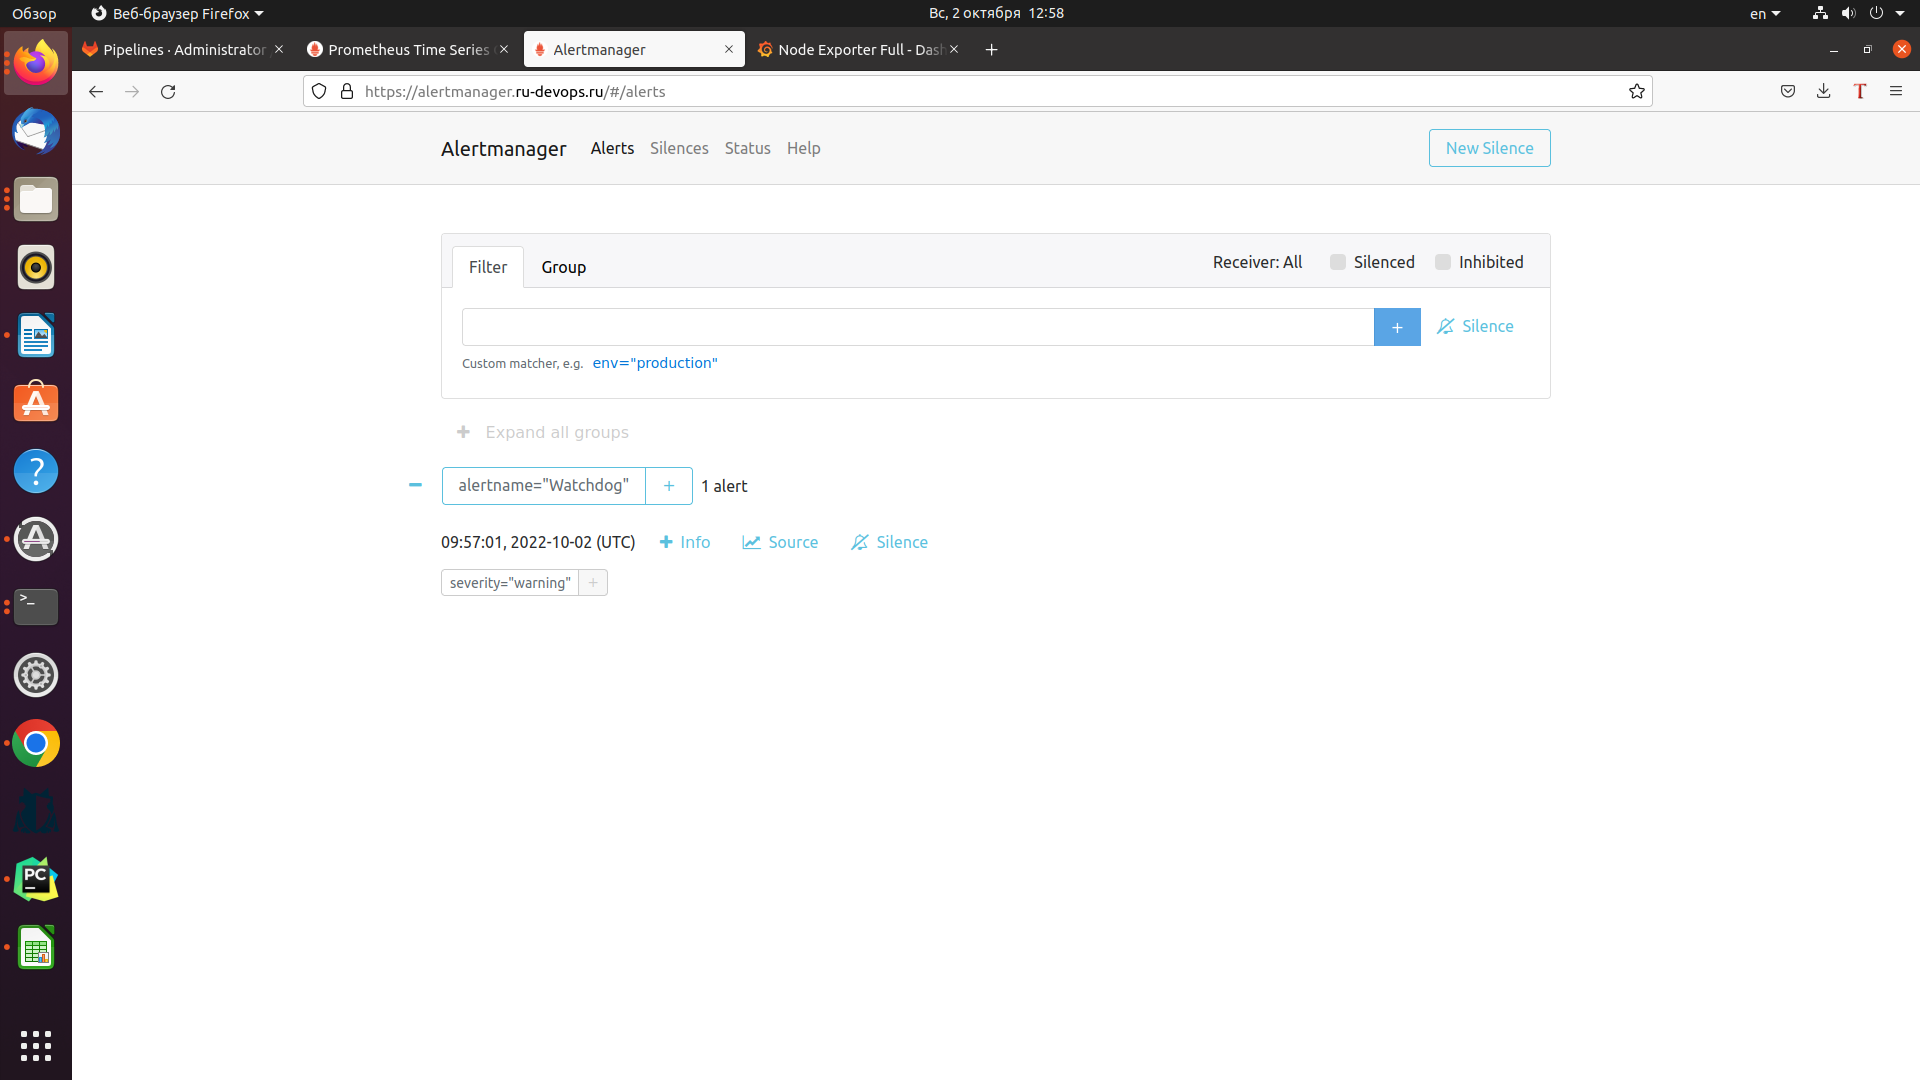 Обзор Веб-браузер Firefox Вс, 2 октября 12:58 en
Pipelines · Administrator Prometheus Time Series Alertmanager Node Exporter Full - Das
https://alertmanager.ru-devops.ru/#/alerts
Alertmanager Alerts Silences Status Help New Silence
Filter Group Receiver: All Silenced Inhibited
+ Silence
Custom matcher, e.g. env="production"
+ Expand all groups
alertname="Watchdog" + 1 alert
09:57:01, 2022-10-02 (UTC) + Info Source Silence
severity="warning" +
PC